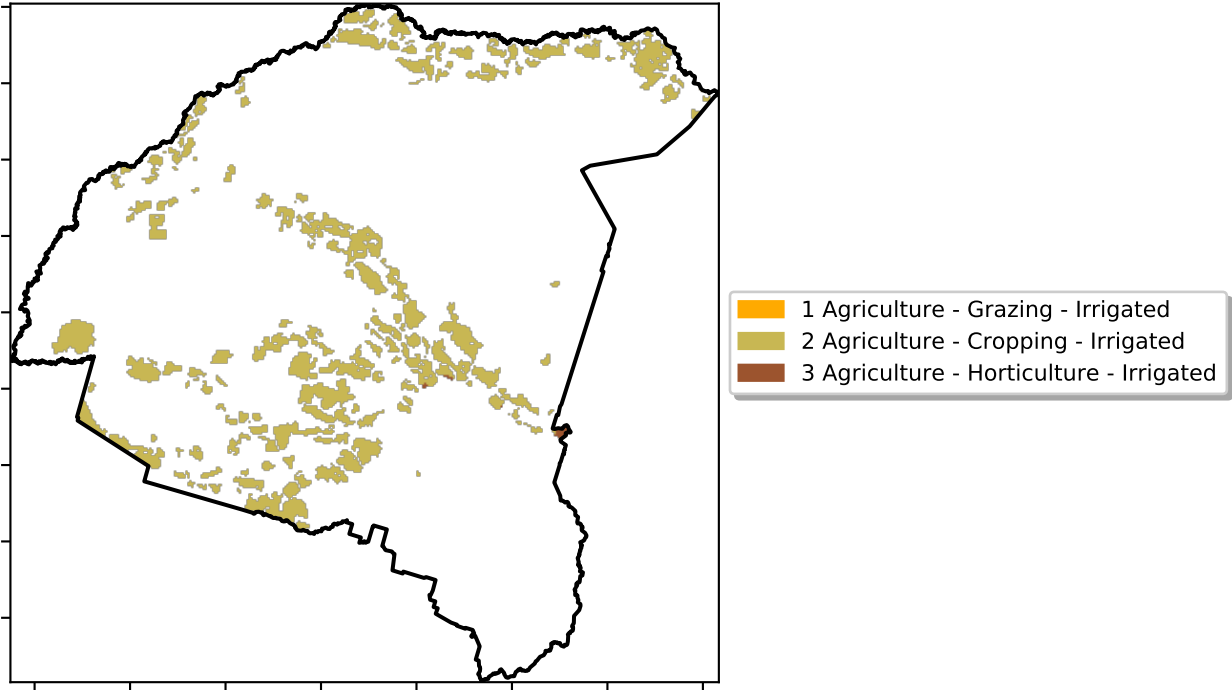 1 Agriculture - Grazing - Irrigated
2 Agriculture - Cropping - Irrigated
3 Agriculture - Horticulture - Irrigated